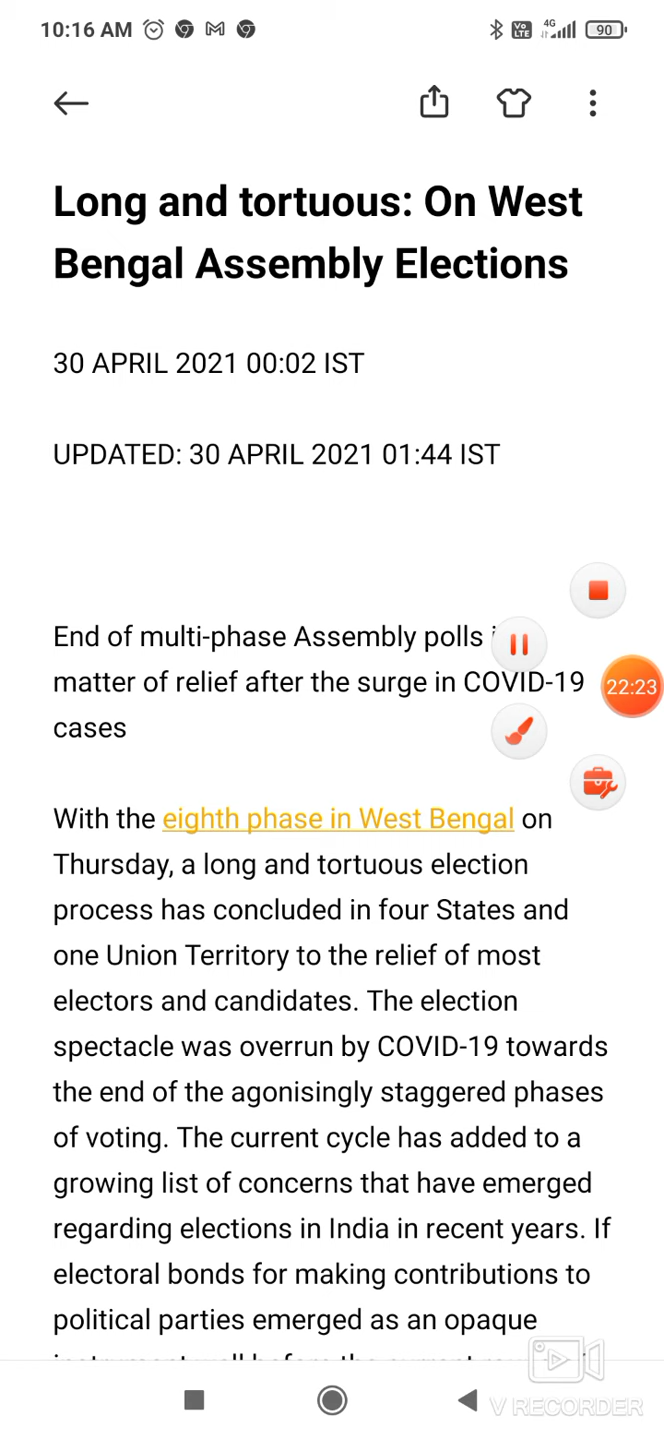 10:16 AM
Vo LTE 4G 90
Long and tortuous: On West
Bengal Assembly Elections
30 APRIL 2021 00:02 IST
UPDATED: 30 APRIL 2021 01:44 IST
End of multi-phase Assembly polls
matter of relief after the surge in COVID-19
22:23
cases
With the eighth phase in West Bengal on
Thursday, a long and tortuous election
process has concluded in four States and
one Union Territory to the relief of most
electors and candidates. The election
spectacle was overrun by COVID-19 towards
the end of the agonisingly staggered phases
of voting. The current cycle has added to a
growing list of concerns that have emerged
regarding elections in India in recent years. If
electoral bonds for making contributions to
political parties emerged as an opaque
V RECORDER